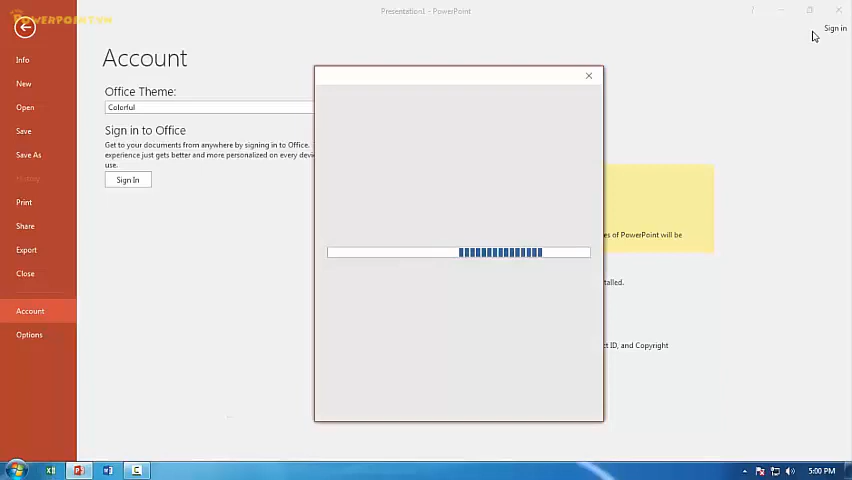 POWERPOINT.VN
Presentation1 - PowerPoint
?
Sign in
Info
New
Open
Save
Save As
History
Print
Share
Export
Close
Account
Options
Account
Office Theme:
Colorful
Sign in to Office
Get to your documents from anywhere by signing in to Office.
experience just gets better and more personalized on every devi
use.
Sign In
es of PowerPoint will be
talled.
ct ID, and Copyright
5:00 PM